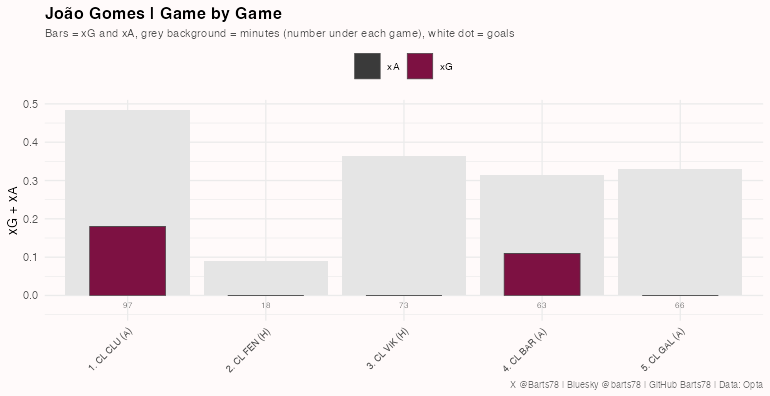 João Gomes | Game by Game
Bars = xG and xA, grey background = minutes (number under each game), white dot = goals
xA xG
xG + xA
0.5
0.4
0.3
0.2
0.1
0.0
97 18 73 63 66
1. CL CLU (A) 2. CL FEN (H) 3. CL VIK (H) 4. CL BAR (A) 5. CL GAL (A)
X @Barts78 | Bluesky @barts78 | GitHub Barts78 | Data: Opta